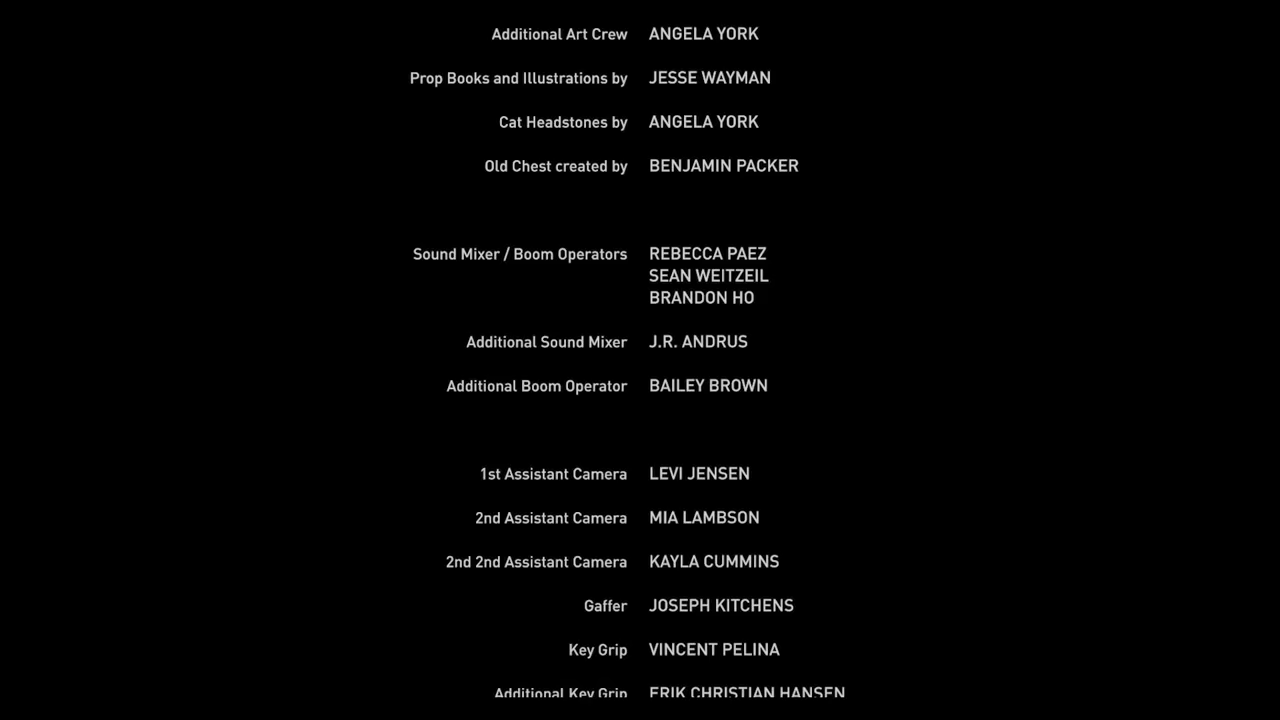 Additional Art Crew ANGELA YORK
Prop Books and Illustrations by JESSE WAYMAN
Cat Headstones by ANGELA YORK
Old Chest created by BENJAMIN PACKER
Sound Mixer / Boom Operators REBECCA PAEZ
SEAN WEITZEIL
BRANDON HO
Additional Sound Mixer J.R. ANDRUS
Additional Boom Operator BAILEY BROWN
1st Assistant Camera LEVI JENSEN
2nd Assistant Camera MIA LAMBSON
2nd 2nd Assistant Camera KAYLA CUMMINS
Gaffer JOSEPH KITCHENS
Key Grip VINCENT PELINA
Additional Key Grip ERIK CHRISTIAN HANSEN